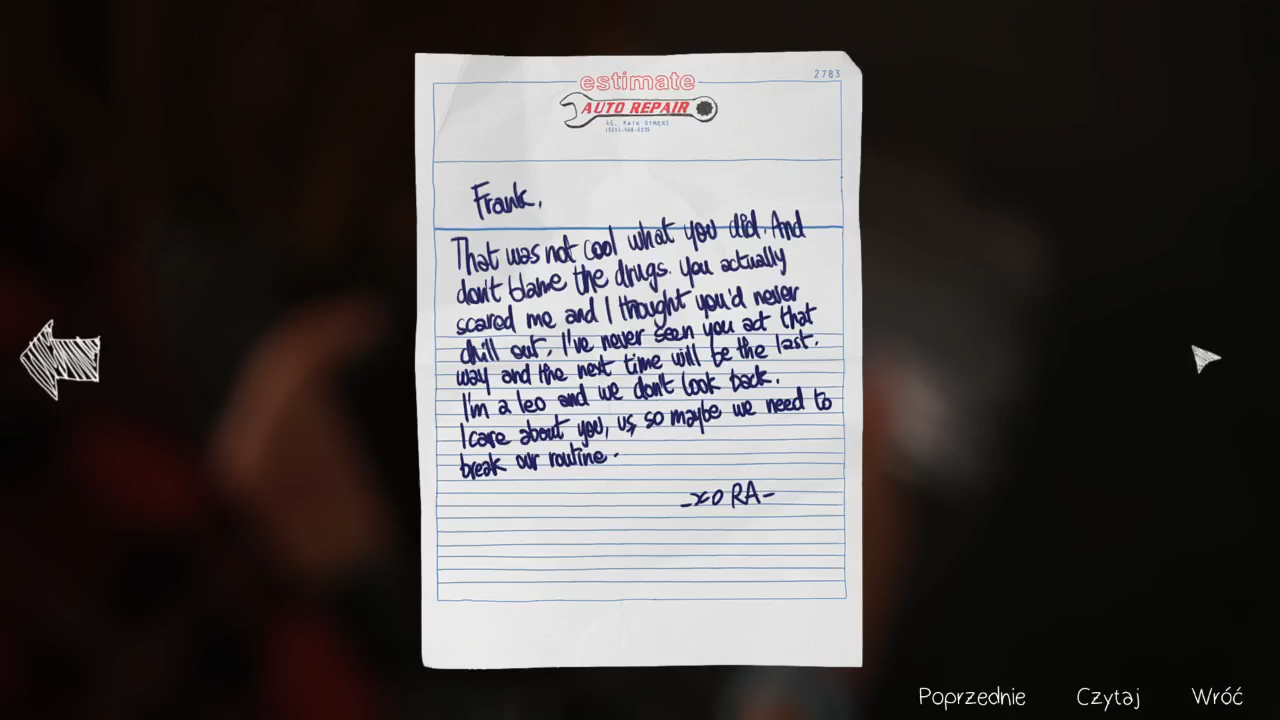 2783
estimate
AUTO REPAIR
Frank,
That was not cool what you did. And
don't blame the drugs. You actually
scared me and I thought you'd never
chill out. I've never seen you act that
way and the next time will be the last.
I'm a leo and we don't look back.
I care about you, us, so maybe we need to
break our routine.
-xo RA-
Poprzednie Czytaj Wróć